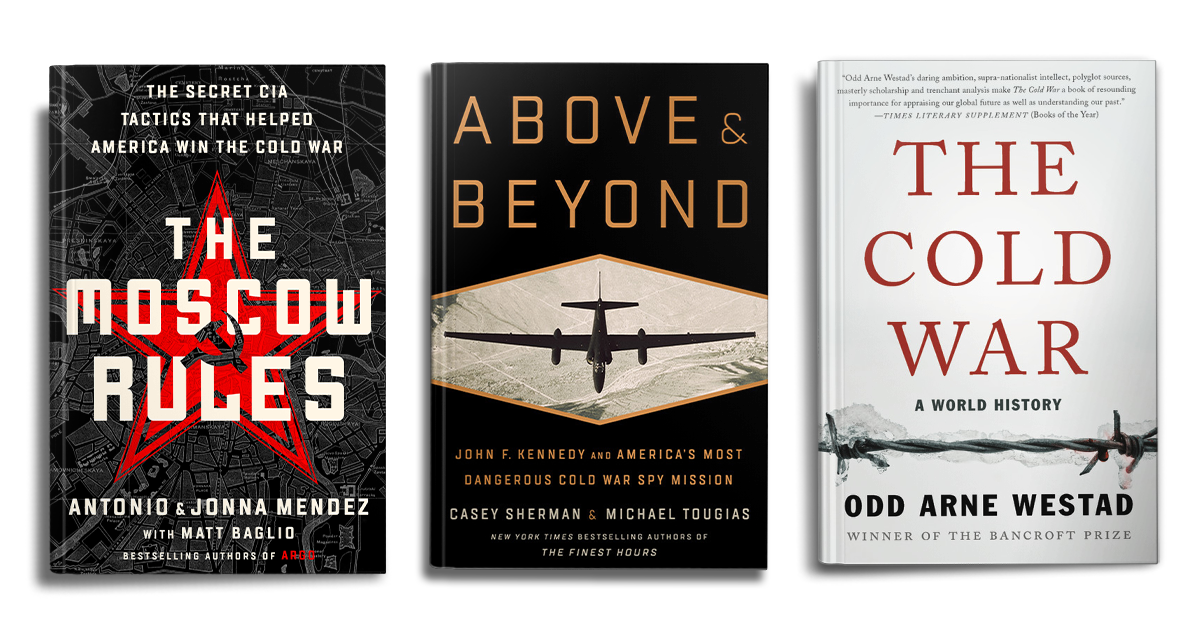 THE SECRET CIA
TACTICS THAT HELPED
AMERICA WIN THE COLD WAR
THE
MOSCOW
RULES
ANTONIO & JONNA MENDEZ
WITH MATT BAGLIO
BESTSELLING AUTHORS OF ARGO
ABOVE &
BEYOND
JOHN F. KENNEDY AND AMERICA'S MOST
DANGEROUS COLD WAR SPY MISSION
CASEY SHERMAN & MICHAEL TOUGIAS
NEW YORK TIMES BESTSELLING AUTHORS OF
THE FINEST HOURS
“Odd Arne Westad's daring ambition, supra-nationalist intellect, polyglot sources,
masterly scholarship and trenchant analysis make The Cold War a book of resounding
importance for appraising our global future as well as understanding our past.”
—TIMES LITERARY SUPPLEMENT (Books of the Year)
THE
COLD
WAR
A WORLD HISTORY
ODD ARNE WESTAD
WINNER OF THE BANCROFT PRIZE